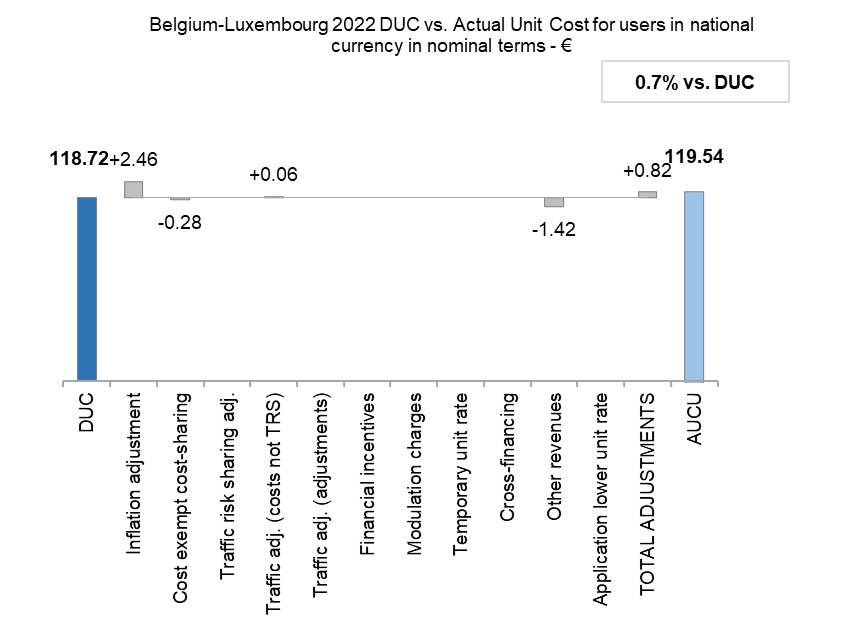 Belgium-Luxembourg 2022 DUC vs. Actual Unit Cost for users in national
currency in nominal terms - €
0.7% vs. DUC
118.72
+2.46
-0.28
+0.06
-1.42
+0.82
119.54
DUC
Inflation adjustment
Cost exempt cost-sharing
Traffic risk sharing adj.
Traffic adj. (costs not TRS)
Traffic adj. (adjustments)
Financial incentives
Modulation charges
Temporary unit rate
Cross-financing
Other revenues
Application lower unit rate
TOTAL ADJUSTMENTS
AUCU